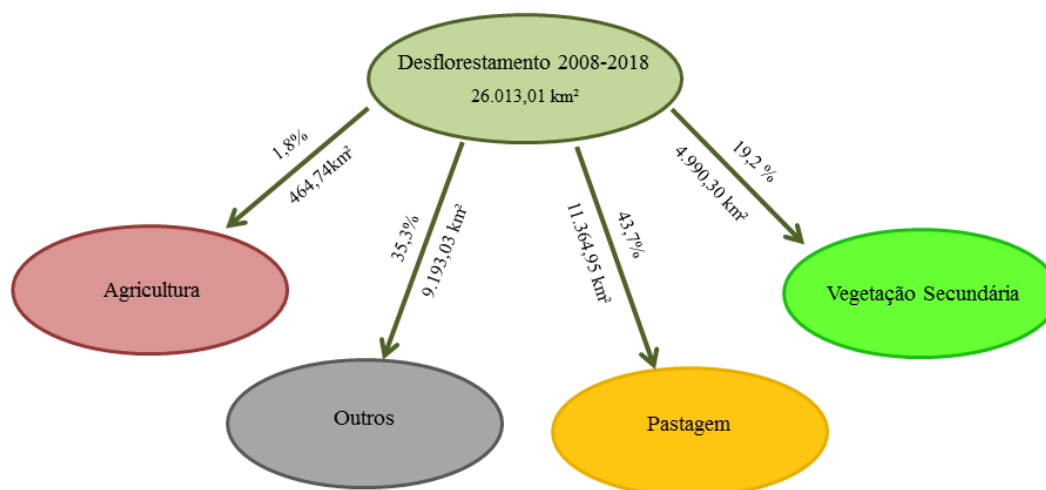 Desflorestamento 2008-2018
26.013,01 km²
1,8%
464,74km²
35,3%
9.193,03 km²
43,7%
11.364,95 km²
19,2 %
4.990,30 km²
Agricultura
Outros
Pastagem
Vegetação Secundária